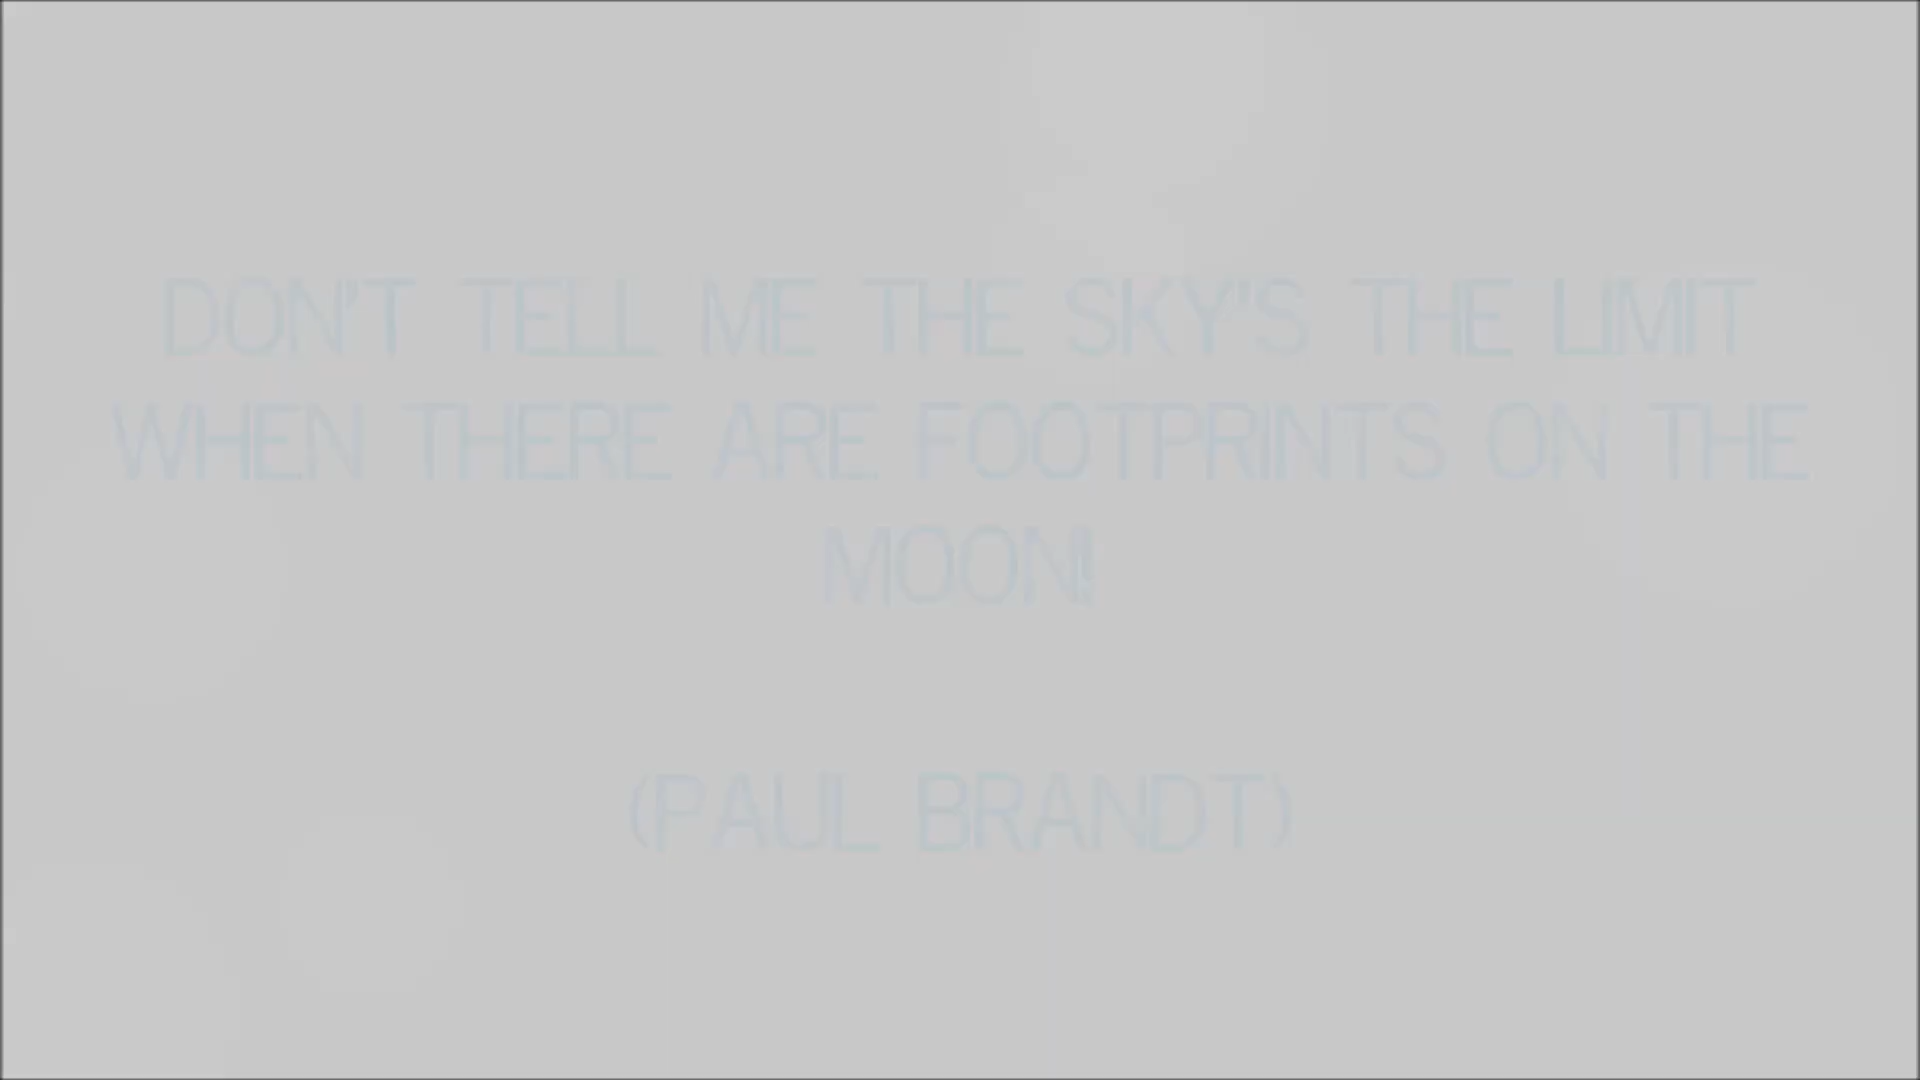 DON'T TELL ME THE SKY'S THE LIMIT
WHEN THERE ARE FOOTPRINTS ON THE
MOON!
(PAUL BRANDT)